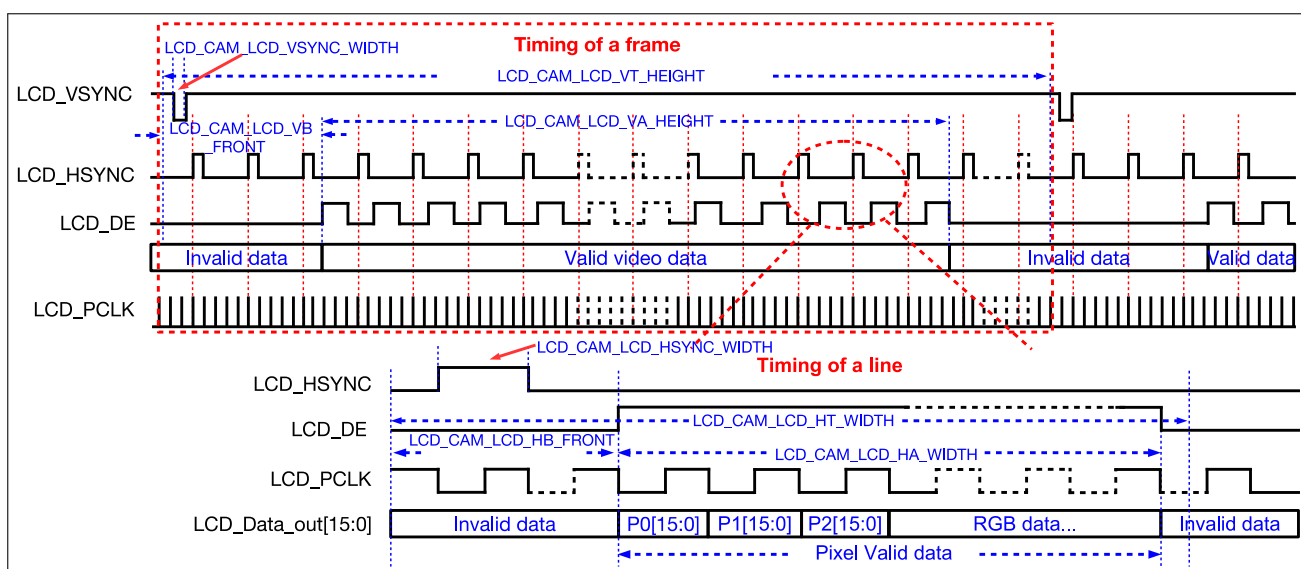 LCD_CAM_LCD_VSYNC_WIDTH
Timing of a frame
LCD_CAM_LCD_VT_HEIGHT
LCD_VSYNC
LCD_CAM_LCD_VB_
FRONT
LCD_CAM_LCD_VA_HEIGHT
LCD_HSYNC
LCD_DE
Invalid data
Valid video data
Invalid data
Valid data
LCD_PCLK
LCD_CAM_LCD_HSYNC_WIDTH
Timing of a line
LCD_HSYNC
LCD_DE
LCD_CAM_LCD_HT_WIDTH
LCD_CAM_LCD_HB_FRONT
LCD_CAM_LCD_HA_WIDTH
LCD_PCLK
LCD_Data_out[15:0]
Invalid data
P0[15:0]
P1[15:0]
P2[15:0]
RGB data...
Invalid data
Pixel Valid data